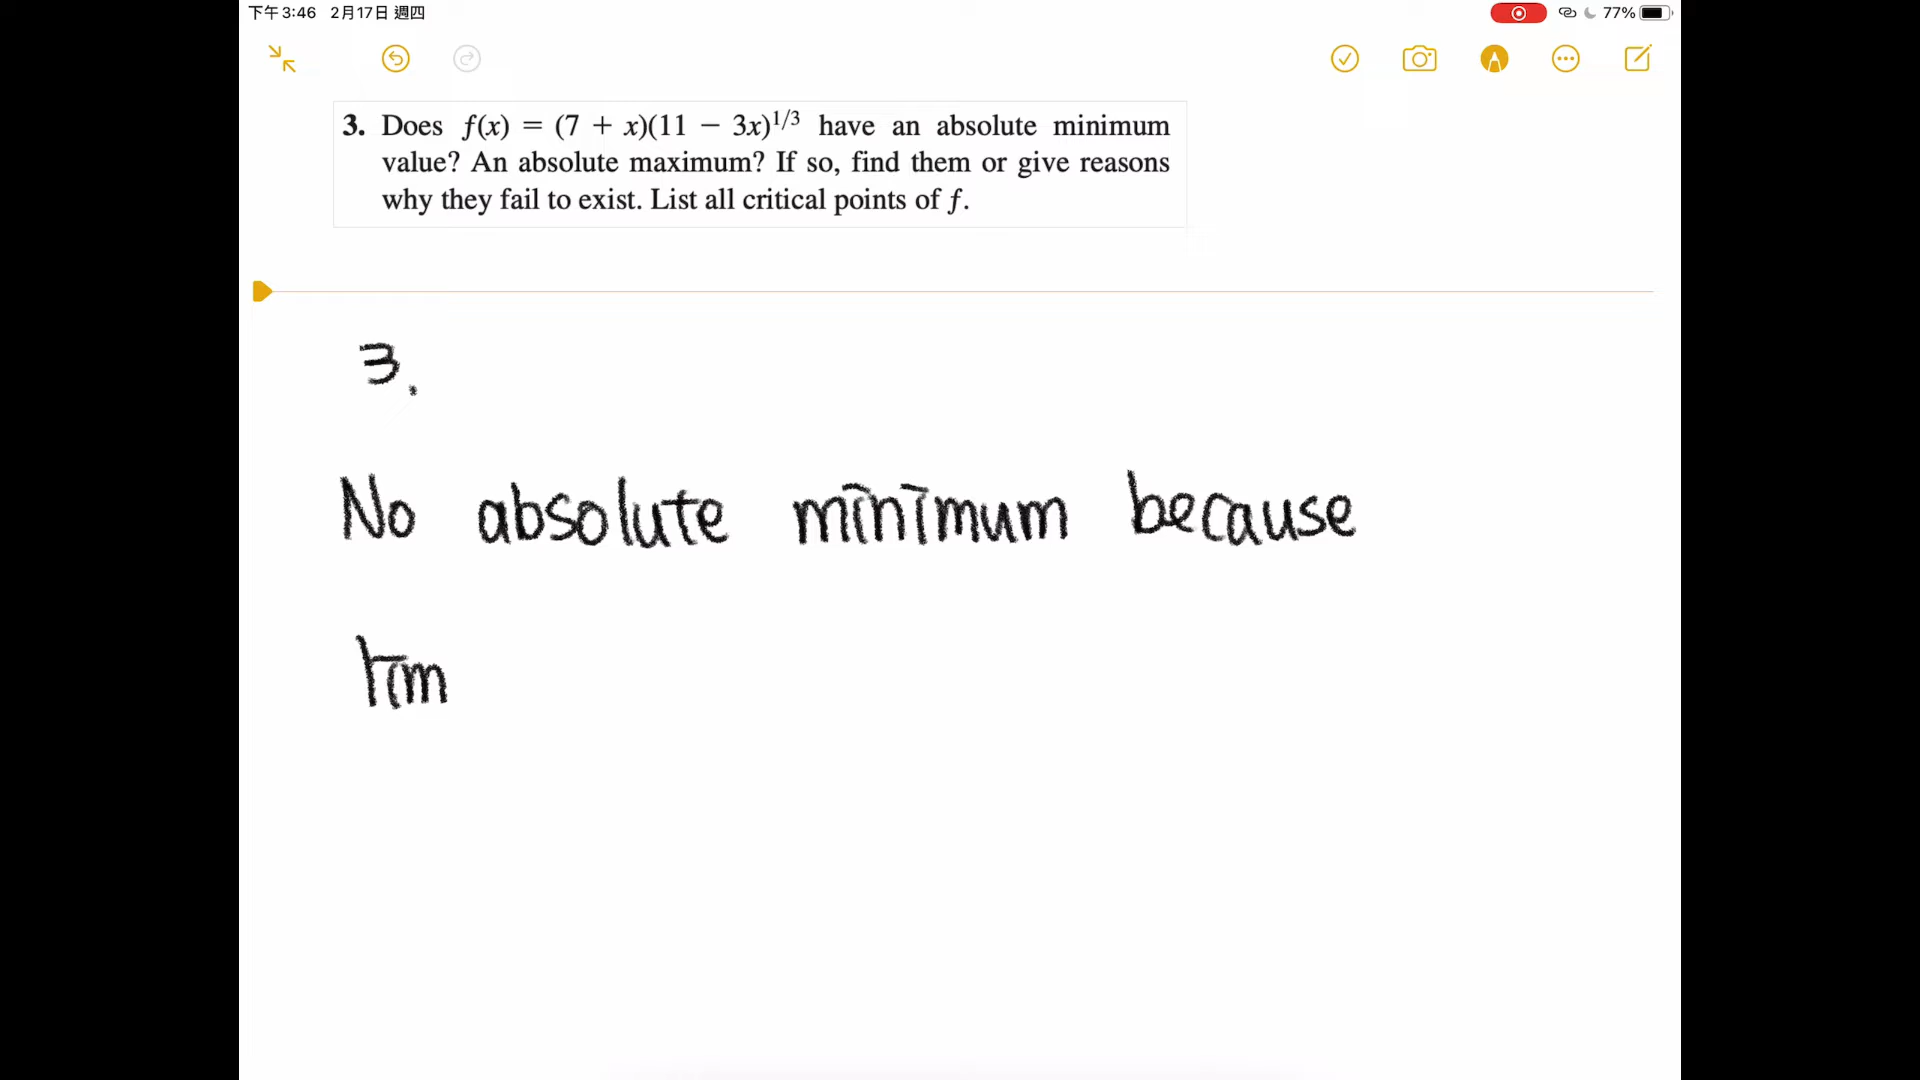 下午3:46 2月17日 週四 77%
3. Does f(x) = (7 + x)(11 − 3x)^{1/3} have an absolute minimum
value? An absolute maximum? If so, find them or give reasons
why they fail to exist. List all critical points of f.
3.
No absolute minimum because
lim